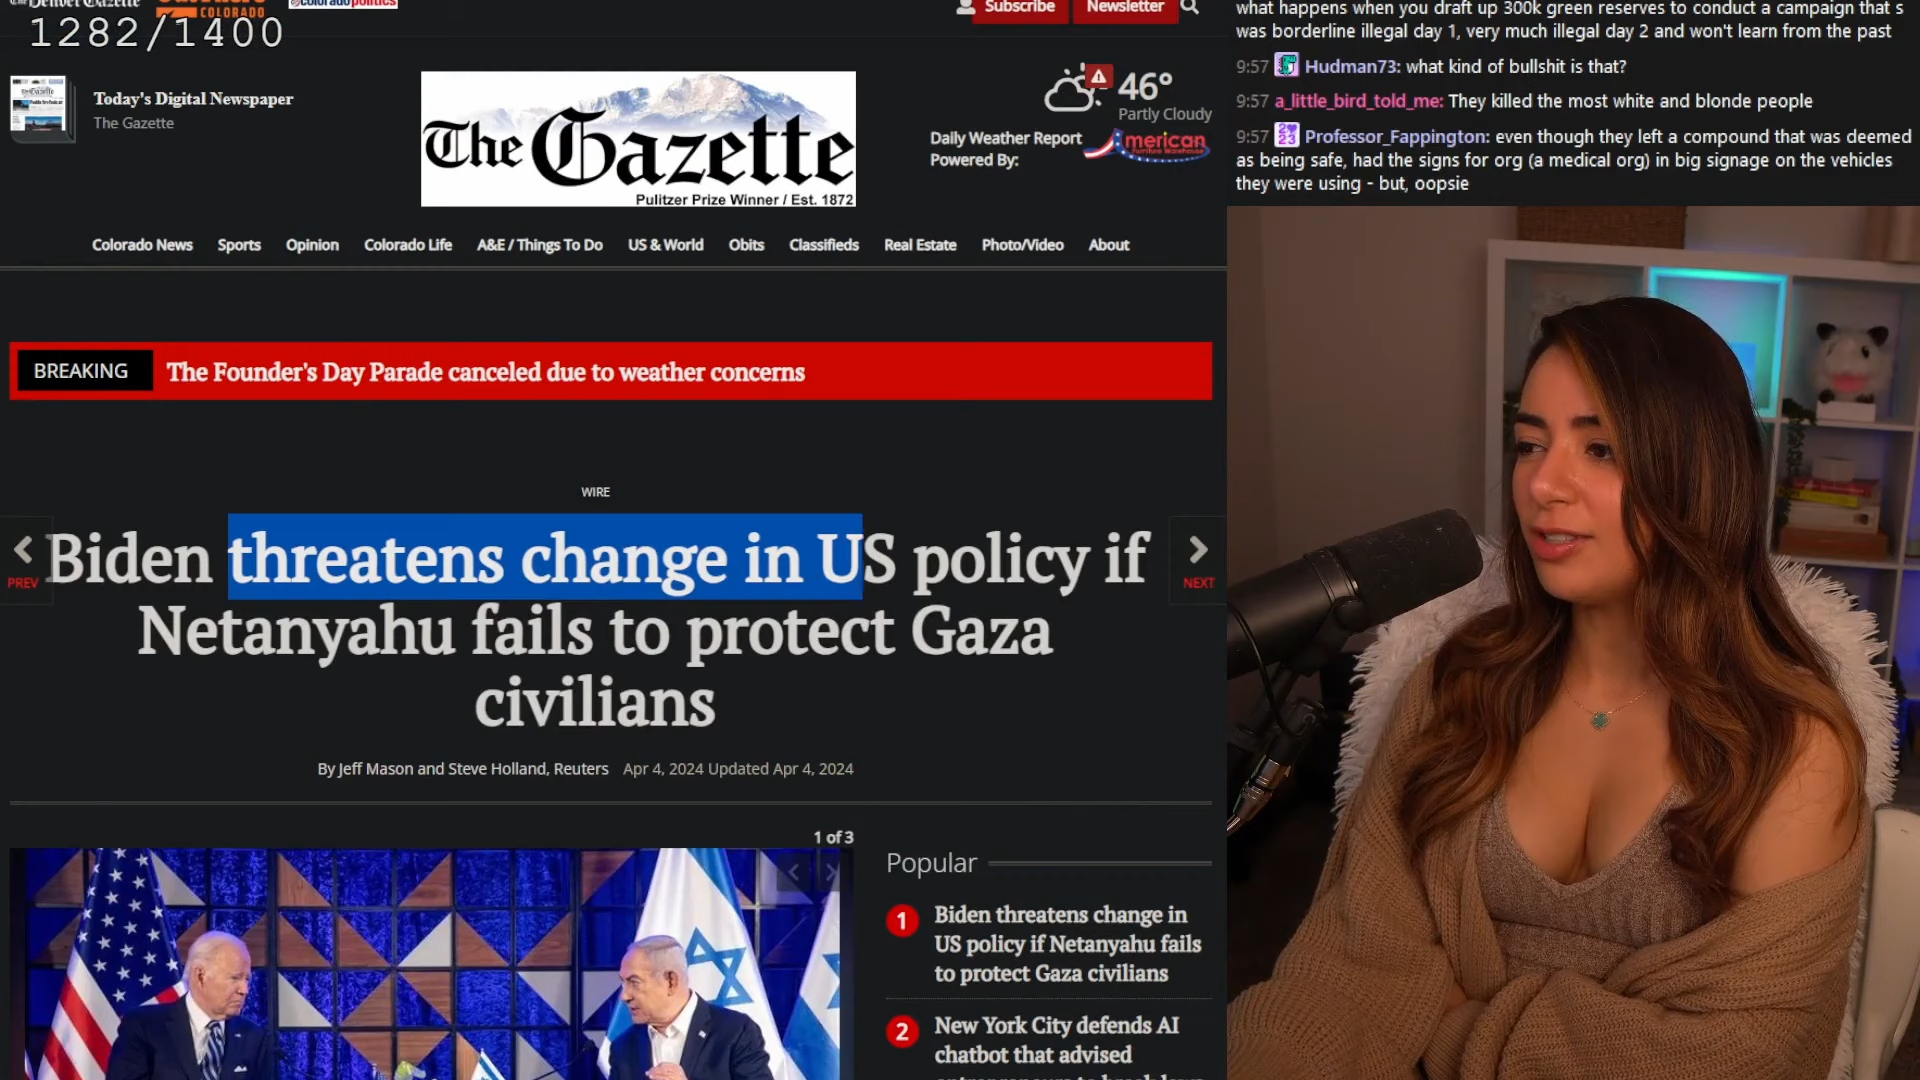 The Denver Gazette
COLORADO
coloradopolitics
Subscribe
Newsletter
1282/1400
Today's Digital Newspaper
The Gazette
The Gazette
Pulitzer Prize Winner / Est. 1872
46°
Partly Cloudy
Daily Weather Report
Powered By:
American
Colorado News Sports Opinion Colorado Life A&E / Things To Do US & World Obits Classifieds Real Estate Photo/Video About
BREAKING The Founder's Day Parade canceled due to weather concerns
WIRE
Biden threatens change in US policy if
Netanyahu fails to protect Gaza
civilians
PREV
NEXT
By Jeff Mason and Steve Holland, Reuters Apr 4, 2024 Updated Apr 4, 2024
1 of 3
Popular
1 Biden threatens change in
US policy if Netanyahu fails
to protect Gaza civilians
2 New York City defends AI
chatbot that advised
what happens when you draft up 300k green reserves to conduct a campaign that s
was borderline illegal day 1, very much illegal day 2 and won't learn from the past
9:57 Hudman73: what kind of bullshit is that?
9:57 a_little_bird_told_me: They killed the most white and blonde people
9:57 Professor_Fappington: even though they left a compound that was deemed
as being safe, had the signs for org (a medical org) in big signage on the vehicles
they were using - but, oopsie